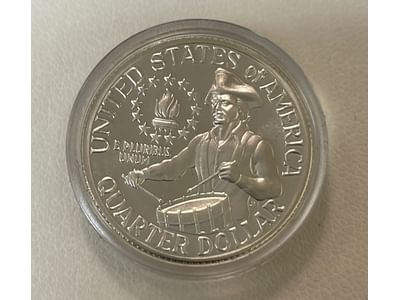 UNITED STATES OF AMERICA
E PLURIBUS
UNUM
QUARTER DOLLAR